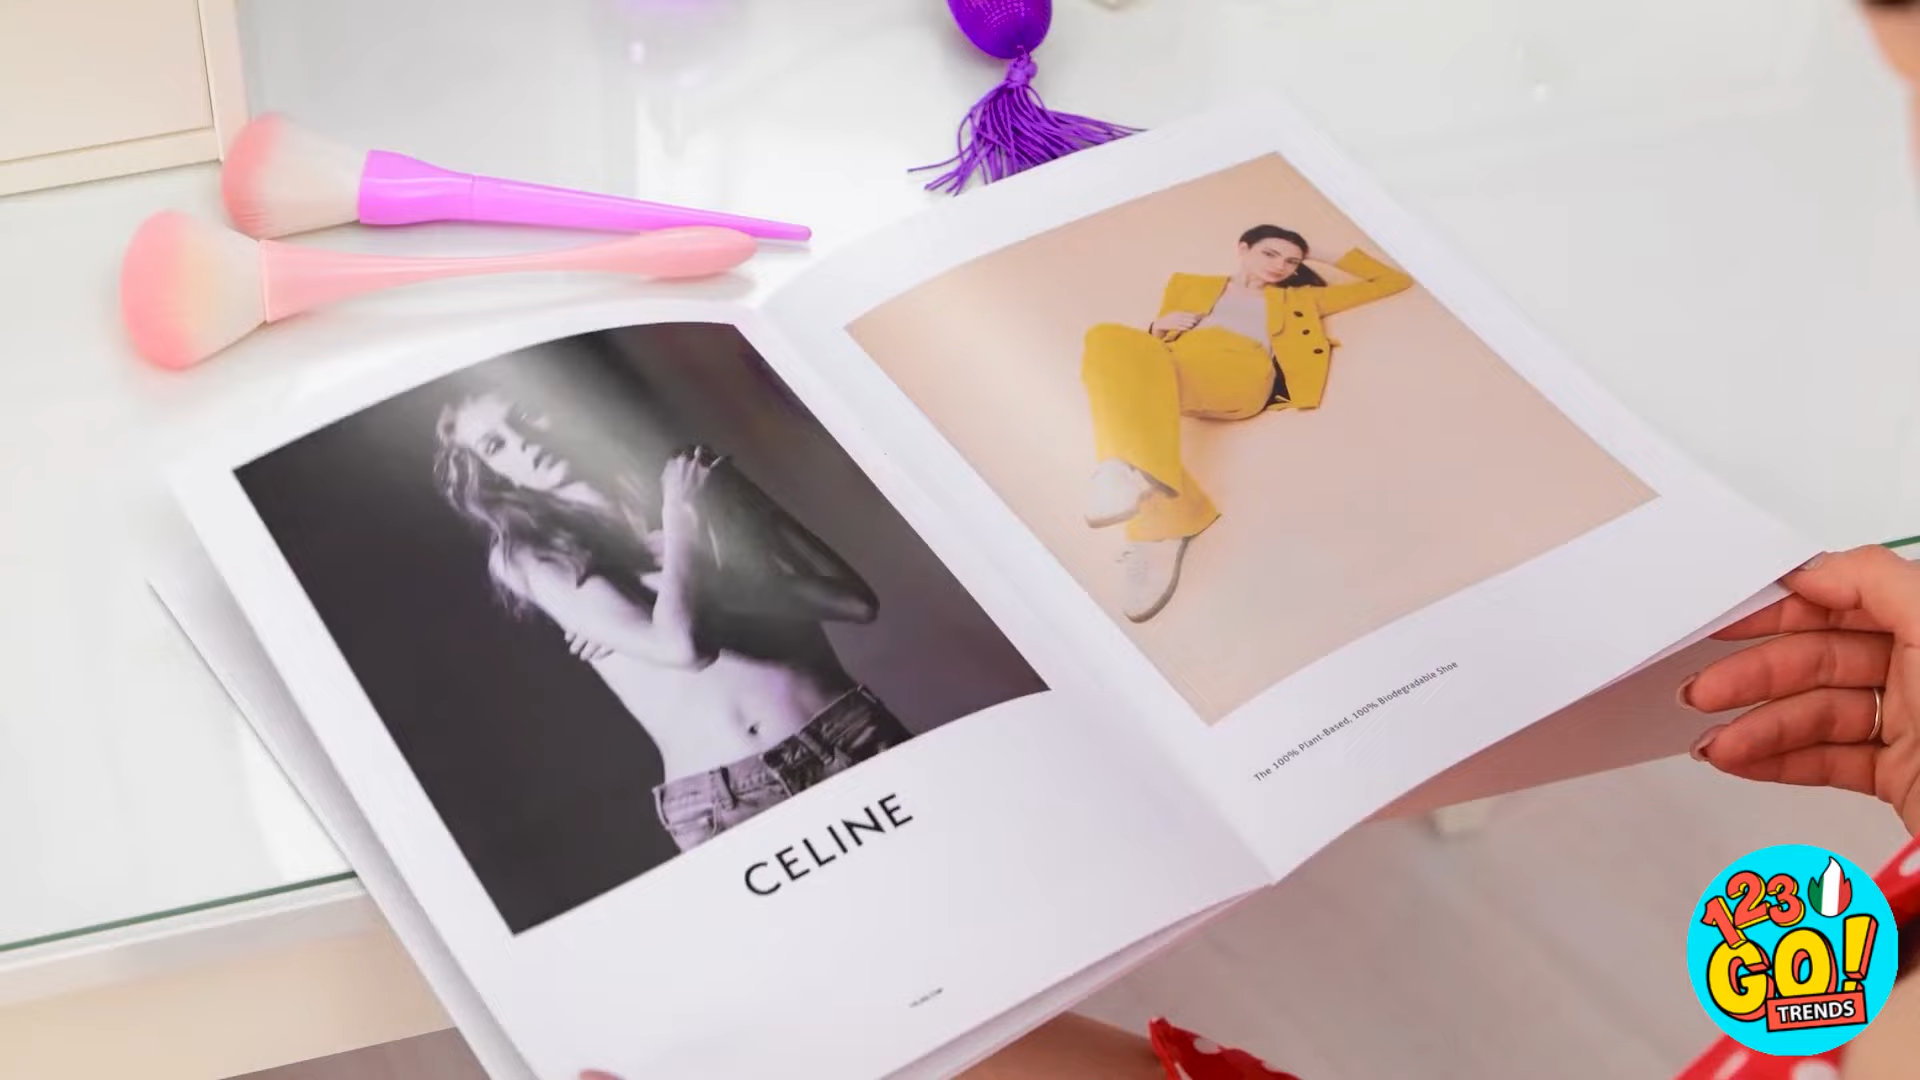 CELINE
The 100% Plant-Based, 100% Biodegradable Shoe
123
GO!
TRENDS